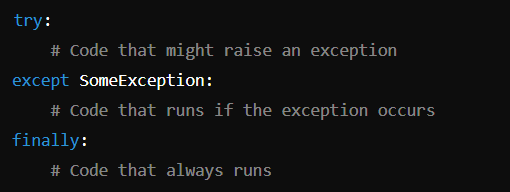 try:
    # Code that might raise an exception
except SomeException:
    # Code that runs if the exception occurs
finally:
    # Code that always runs